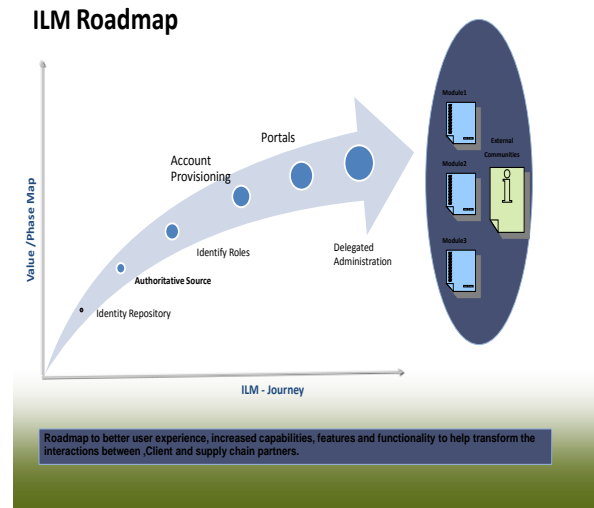 ILM Roadmap
Value /Phase Map
Portals
Account
Provisioning
Identify Roles
Delegated
Administration
Authoritative Source
Identity Repository
ILM - Journey
Module1
External
Communities
Module2
i
Module3
Roadmap to better user experience, increased capabilities, features and functionality to help transform the
interactions between ,Client and supply chain partners.